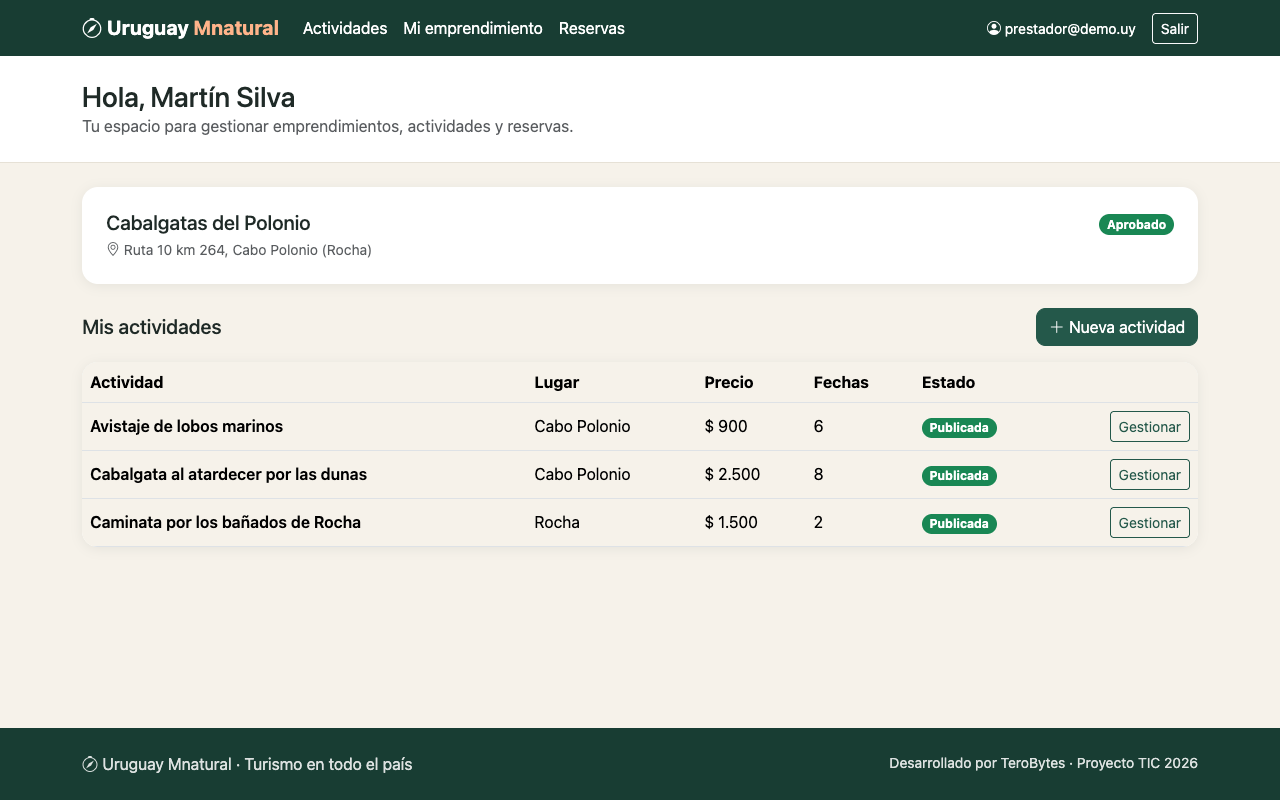 Uruguay Mnatural Actividades Mi emprendimiento Reservas prestador@demo.uy Salir
Hola, Martín Silva
Tu espacio para gestionar emprendimientos, actividades y reservas.
Cabalgatas del Polonio Aprobado
Ruta 10 km 264, Cabo Polonio (Rocha)
Mis actividades + Nueva actividad
Actividad Lugar Precio Fechas Estado
Avistaje de lobos marinos Cabo Polonio $ 900 6 Publicada Gestionar
Cabalgata al atardecer por las dunas Cabo Polonio $ 2.500 8 Publicada Gestionar
Caminata por los bañados de Rocha Rocha $ 1.500 2 Publicada Gestionar
Uruguay Mnatural · Turismo en todo el país Desarrollado por TeroBytes · Proyecto TIC 2026